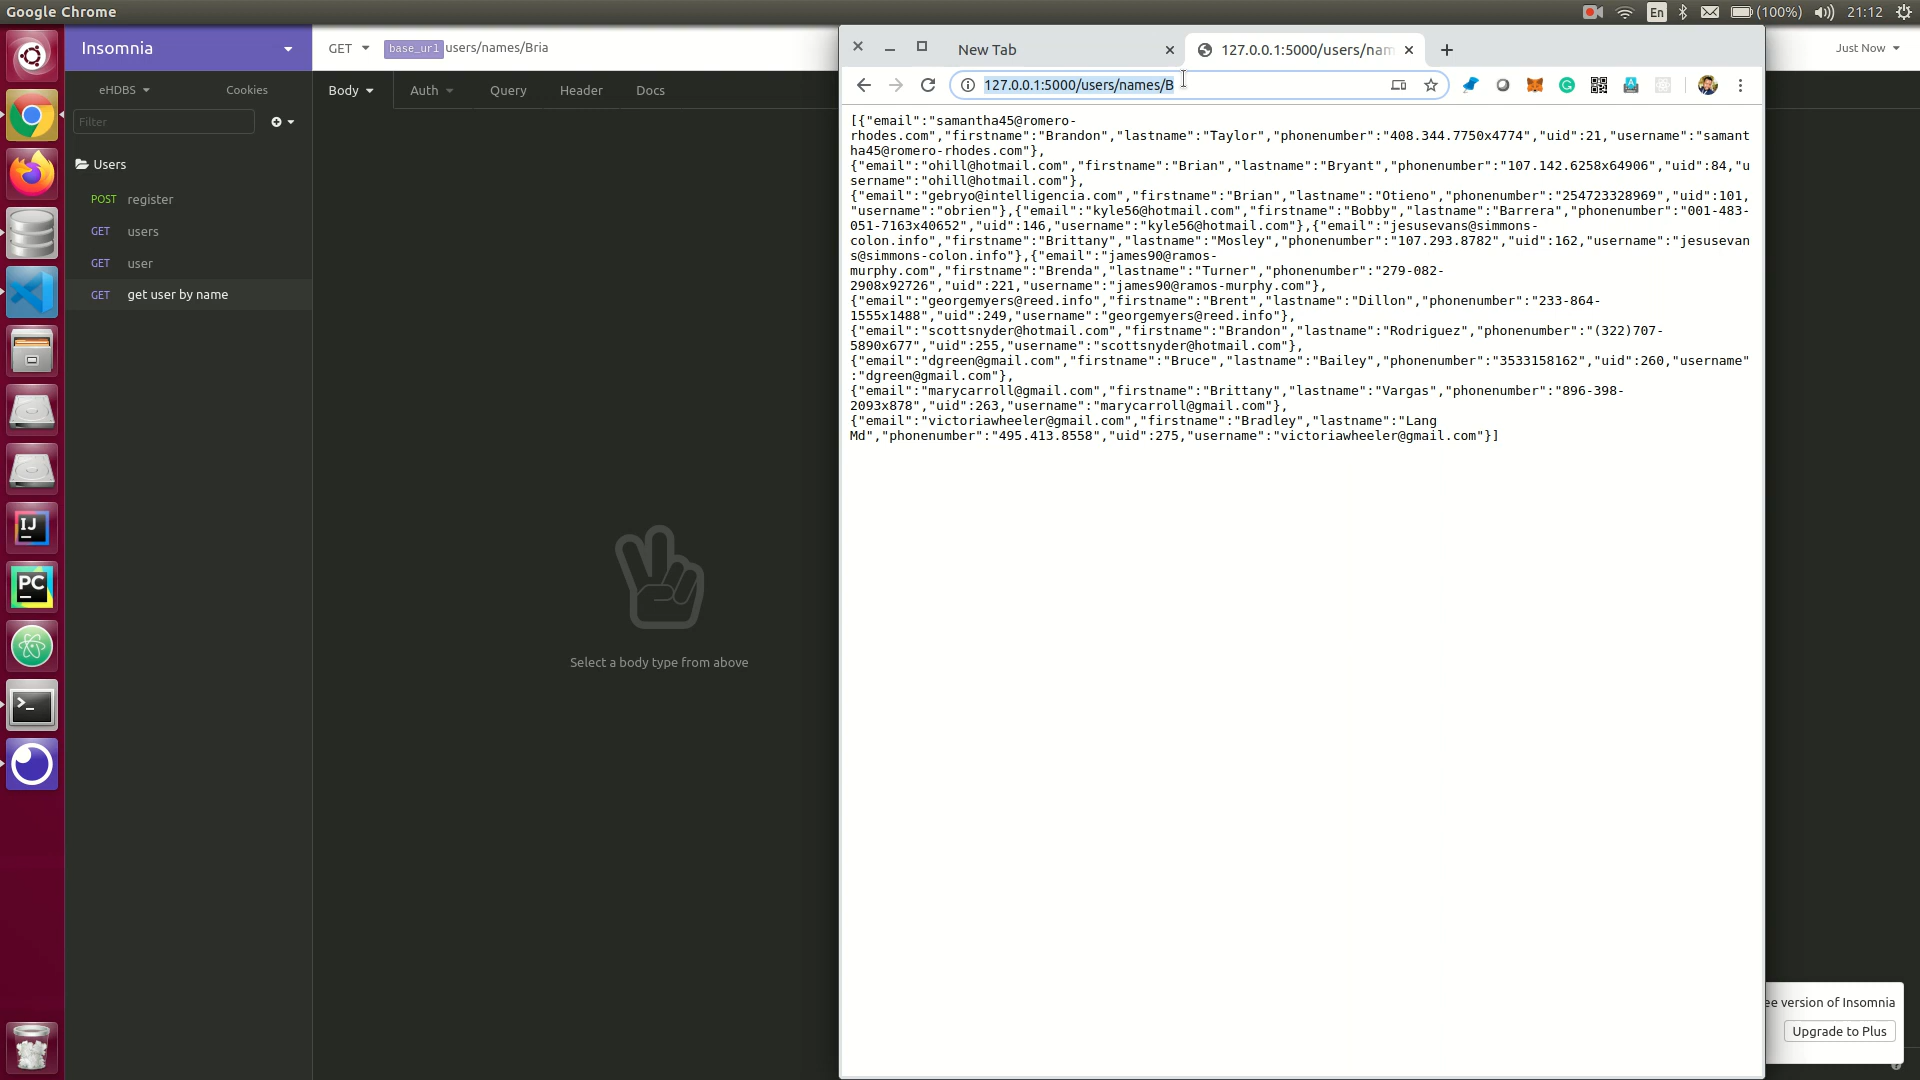 Google Chrome
En
(100%)
21:12
Insomnia
GET
base_url users/names/Bria
Just Now
eHDBS
Cookies
Body
Auth
Query
Header
Docs
Filter
Users
POST register
GET users
GET user
GET get user by name
Select a body type from above
New Tab
127.0.0.1:5000/users/nam
127.0.0.1:5000/users/names/B
[{"email":"samantha45@romero-
rhodes.com","firstname":"Brandon","lastname":"Taylor","phonenumber":"408.344.7750x4774","uid":21,"username":"samant
ha45@romero-rhodes.com"},
{"email":"ohill@hotmail.com","firstname":"Brian","lastname":"Bryant","phonenumber":"107.142.6258x64906","uid":84,"u
sername":"ohill@hotmail.com"},
{"email":"gebryo@intelligencia.com","firstname":"Brian","lastname":"Otieno","phonenumber":"254723328969","uid":101,
"username":"obrien"},{"email":"kyle56@hotmail.com","firstname":"Bobby","lastname":"Barrera","phonenumber":"001-483-
051-7163x40652","uid":146,"username":"kyle56@hotmail.com"},{"email":"jesusevans@simmons-
colon.info","firstname":"Brittany","lastname":"Mosley","phonenumber":"107.293.8782","uid":162,"username":"jesusevan
s@simmons-colon.info"},{"email":"james90@ramos-
murphy.com","firstname":"Brenda","lastname":"Turner","phonenumber":"279-082-
2908x92726","uid":221,"username":"james90@ramos-murphy.com"},
{"email":"georgemyers@reed.info","firstname":"Brent","lastname":"Dillon","phonenumber":"233-864-
1555x1488","uid":249,"username":"georgemyers@reed.info"},
{"email":"scottsnyder@hotmail.com","firstname":"Brandon","lastname":"Rodriguez","phonenumber":"(322)707-
5890x677","uid":255,"username":"scottsnyder@hotmail.com"},
{"email":"dgreen@gmail.com","firstname":"Bruce","lastname":"Bailey","phonenumber":"3533158162","uid":260,"username"
:"dgreen@gmail.com"},
{"email":"marycarroll@gmail.com","firstname":"Brittany","lastname":"Vargas","phonenumber":"896-398-
2093x878","uid":263,"username":"marycarroll@gmail.com"},
{"email":"victoriawheeler@gmail.com","firstname":"Bradley","lastname":"Lang
Md","phonenumber":"495.413.8558","uid":275,"username":"victoriawheeler@gmail.com"}]
IJ
PC
ee version of Insomnia
Upgrade to Plus